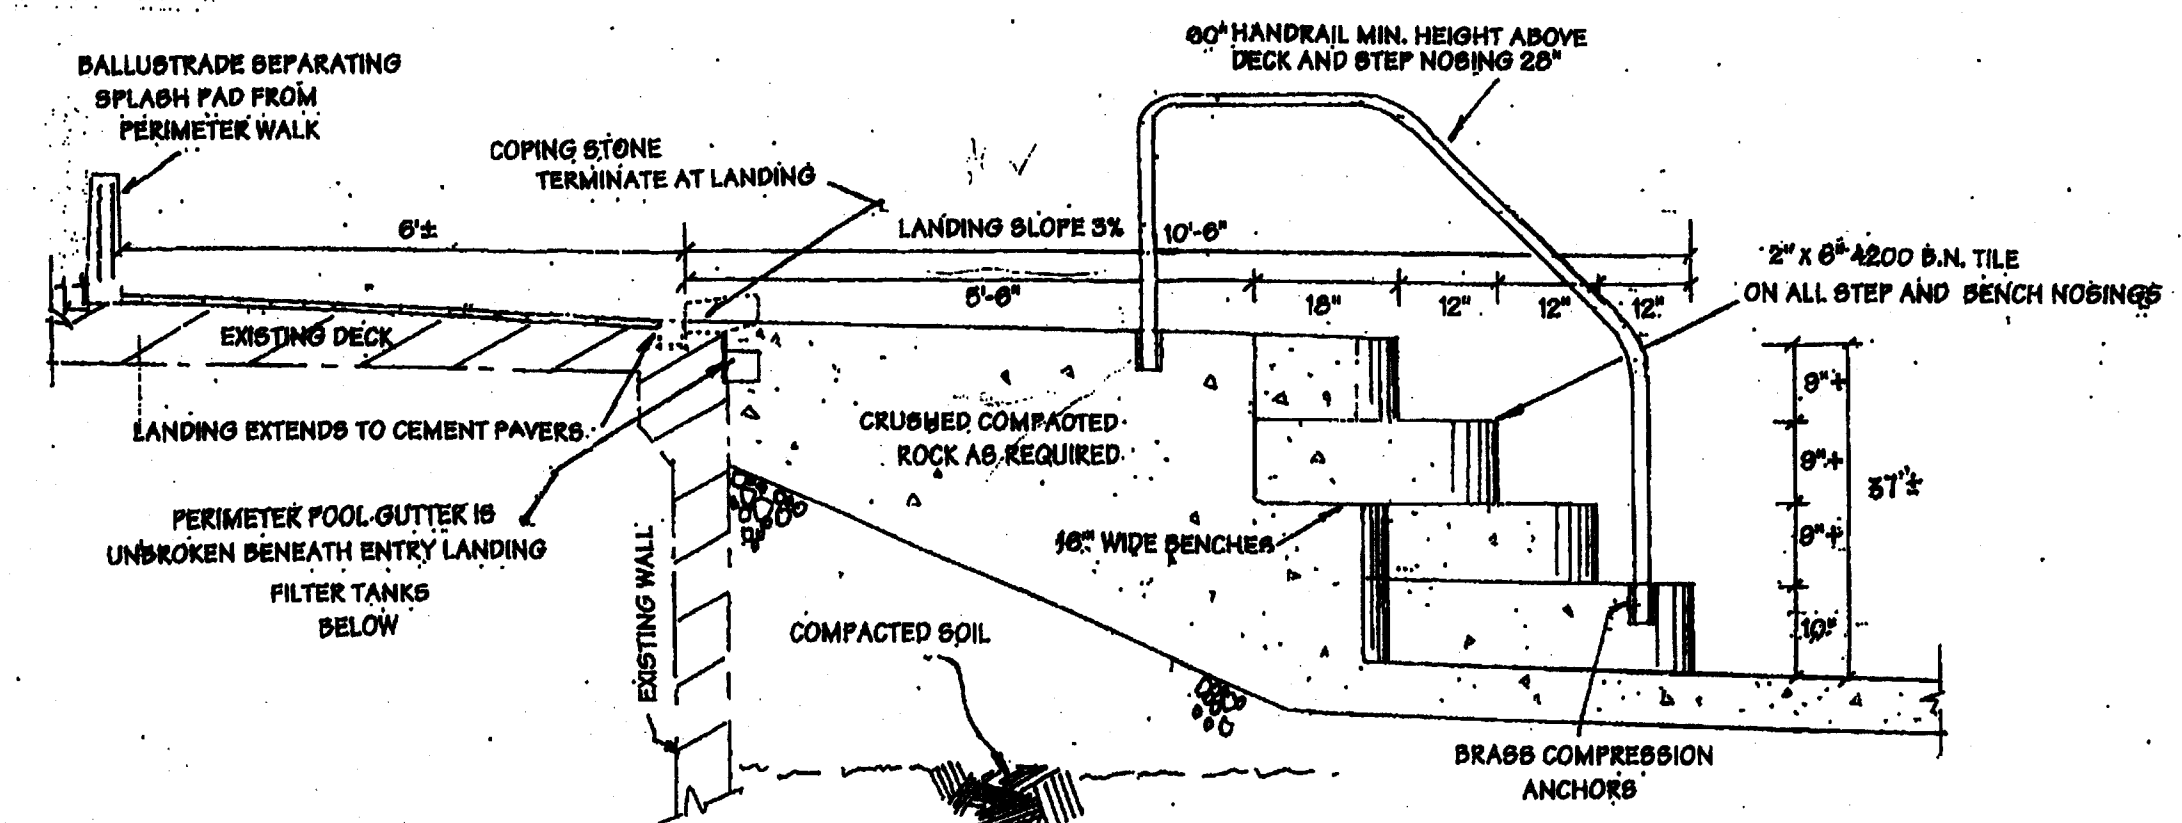 BALLUSTRADE SEPARATING
SPLASH PAD FROM
PERIMETER WALK
COPING STONE
TERMINATE AT LANDING
HANDRAIL MIN. HEIGHT ABOVE
DECK AND STEP NOSING 28"
6'±
LANDING SLOPE 3%
10'-6"
5'-6"
18"
12"
12"
12"
2" X 6" 4200 B.N. TILE
ON ALL STEP AND BENCH NOSINGS
EXISTING DECK
LANDING EXTENDS TO CEMENT PAVERS
CRUSHED COMPACTED
ROCK AS REQUIRED
9"±
9"±
9"±
10"
37"±
PERIMETER POOL GUTTER IS
UNBROKEN BENEATH ENTRY LANDING
FILTER TANKS
BELOW
EXISTING WALL
WIDE BENCHES
COMPACTED SOIL
BRASS COMPRESSION
ANCHORS